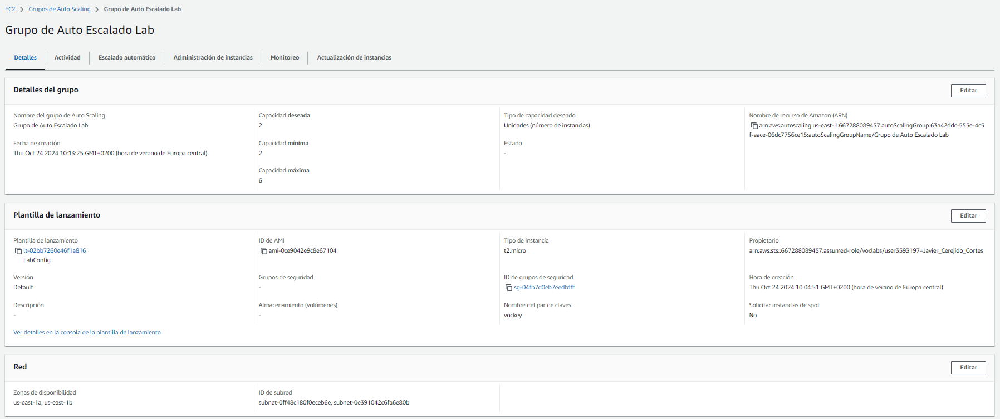 EC2 > Grupos de Auto Scaling > Grupo de Auto Escalado Lab
Grupo de Auto Escalado Lab
Detalles Actividad Escalado automático Administración de instancias Monitoreo Actualización de instancias
Detalles del grupo
Editar
Nombre del grupo de Auto Scaling
Grupo de Auto Escalado Lab
Fecha de creación
Thu Oct 24 2024 10:13:25 GMT+0200 (hora de verano de Europa central)
Capacidad deseada
2
Capacidad mínima
2
Capacidad máxima
6
Tipo de capacidad deseado
Unidades (número de instancias)
Estado
-
Nombre de recurso de Amazon (ARN)
arn:aws:autoscaling:us-east-1:667288089457:autoScalingGroup:63a42ddc-555e-4c5
f-aace-06dc7756ce15:autoScalingGroupName/Grupo de Auto Escalado Lab
Plantilla de lanzamiento
Editar
Plantilla de lanzamiento
lt-02bb7260e46f1a816
LabConfig
Versión
Default
Descripción
-
Ver detalles en la consola de la plantilla de lanzamiento
ID de AMI
ami-0ce9042e9c8e67104
Grupos de seguridad
-
Almacenamiento (volúmenes)
-
Tipo de instancia
t2.micro
ID de grupos de seguridad
sg-04fb7d0eb7eedfdff
Nombre del par de claves
vockey
Propietario
arn:aws:sts::667288089457:assumed-role/voclabs/user3593197=Javier_Cerejido_Cortes
Hora de creación
Thu Oct 24 2024 10:04:51 GMT+0200 (hora de verano de Europa central)
Solicitar instancias de spot
No
Red
Editar
Zonas de disponibilidad
us-east-1a, us-east-1b
ID de subred
subnet-0ff48c180f0eceb6e, subnet-0e391042c6fa6e80b